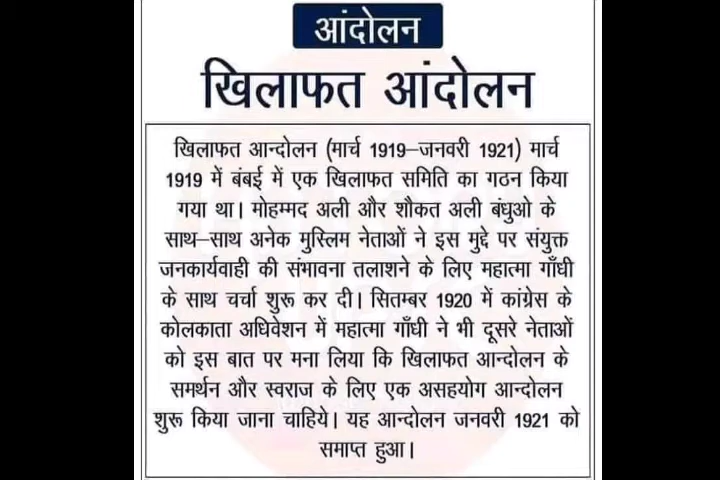 आंदोलन
खिलाफत आंदोलन
खिलाफत आन्दोलन (मार्च 1919–जनवरी 1921) मार्च
1919 में बंबई में एक खिलाफत समिति का गठन किया
गया था। मोहम्मद अली और शौकत अली बंधुओ के
साथ–साथ अनेक मुस्लिम नेताओं ने इस मुद्दे पर संयुक्त
जनकार्यवाही की संभावना तलाशने के लिए महात्मा गाँधी
के साथ चर्चा शुरू कर दी। सितम्बर 1920 में कांग्रेस के
कोलकाता अधिवेशन में महात्मा गाँधी ने भी दूसरे नेताओं
को इस बात पर मना लिया कि खिलाफत आन्दोलन के
समर्थन और स्वराज के लिए एक असहयोग आन्दोलन
शुरू किया जाना चाहिये। यह आन्दोलन जनवरी 1921 को
समाप्त हुआ।